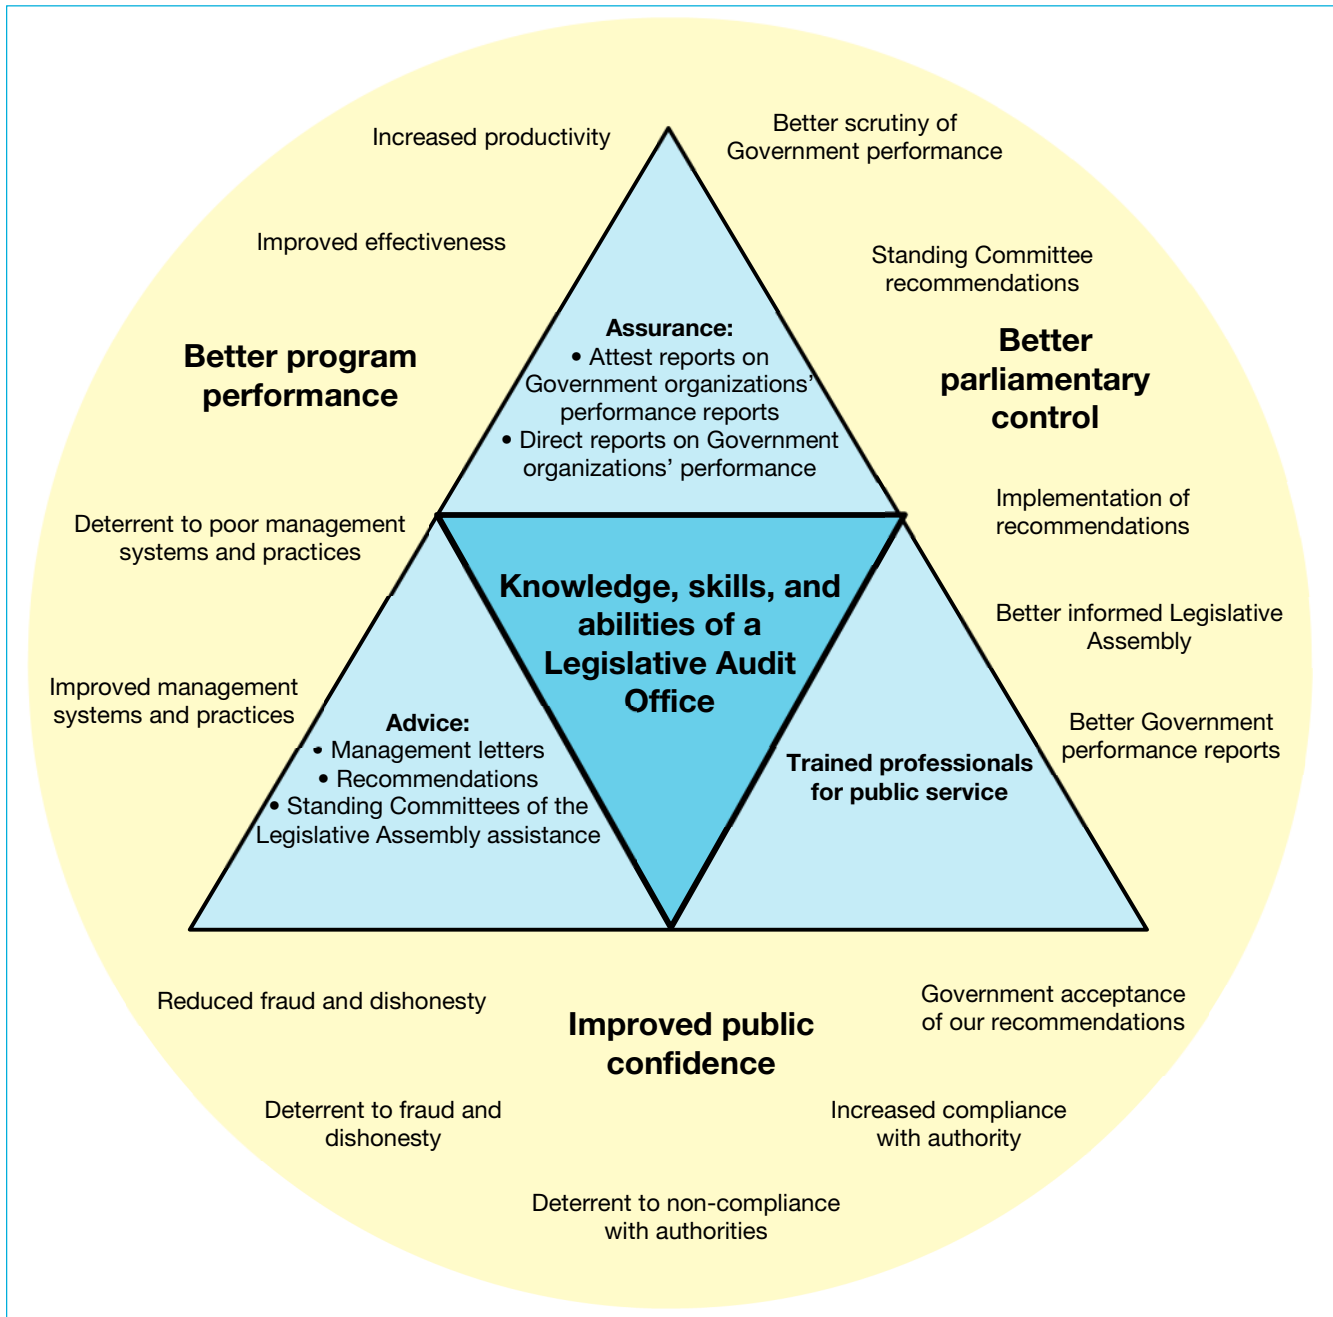 Increased productivity
Better scrutiny of
Government performance
Improved effectiveness
Standing Committee
recommendations
Better program
performance
Assurance:
• Attest reports on
Government organizations’
performance reports
• Direct reports on Government
organizations’ performance
Better
parliamentary
control
Deterrent to poor management
systems and practices
Implementation of
recommendations
Knowledge, skills, and
abilities of a
Legislative Audit
Office
Better informed Legislative
Assembly
Improved management
systems and practices
Advice:
• Management letters
• Recommendations
• Standing Committees of the
Legislative Assembly assistance
Trained professionals
for public service
Better Government
performance reports
Reduced fraud and dishonesty
Improved public
confidence
Government acceptance
of our recommendations
Deterrent to fraud and
dishonesty
Increased compliance
with authority
Deterrent to non-compliance
with authorities